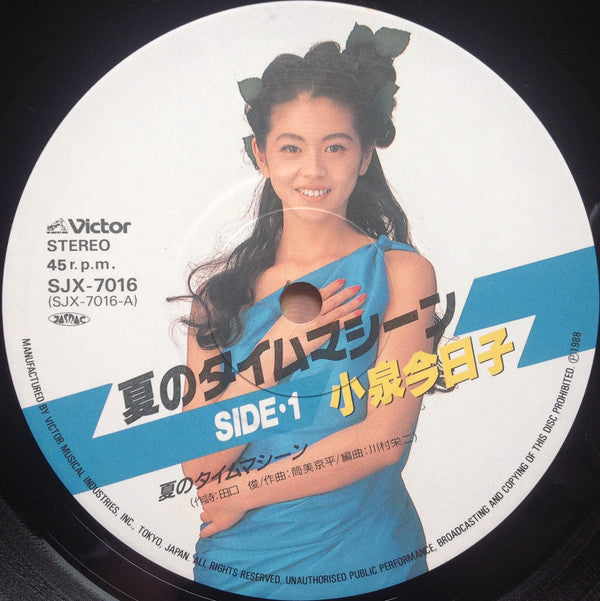 Victor
STEREO
45 r.p.m.
SJX-7016
(SJX-7016-A)
JASRAC
夏のタイムマシーン
SIDE・1 小泉今日子
夏のタイムマシーン
(作詩:田口 俊/作曲:筒美京平/編曲:川村栄二)
MANUFACTURED BY VICTOR MUSICAL INDUSTRIES, INC., TOKYO, JAPAN. ALL RIGHTS RESERVED. UNAUTHORISED PUBLIC PERFORMANCE, BROADCASTING AND COPYING OF THIS DISC PROHIBITED. ℗1988